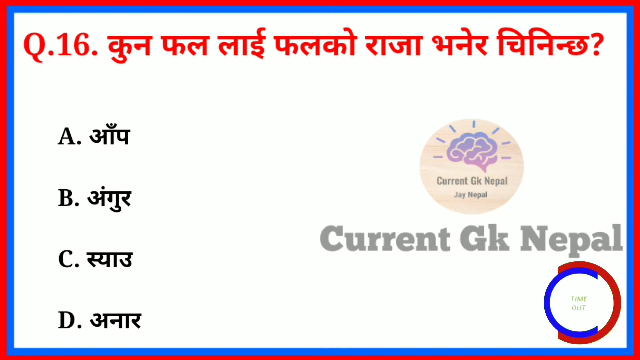 Q.16. कुन फल लाई फलको राजा भनेर चिनिन्छ?
A. आँप
B. अंगुर
C. स्याउ
D. अनार
Current Gk Nepal
Jay Nepal
Current Gk Nepal
TIME
OUT